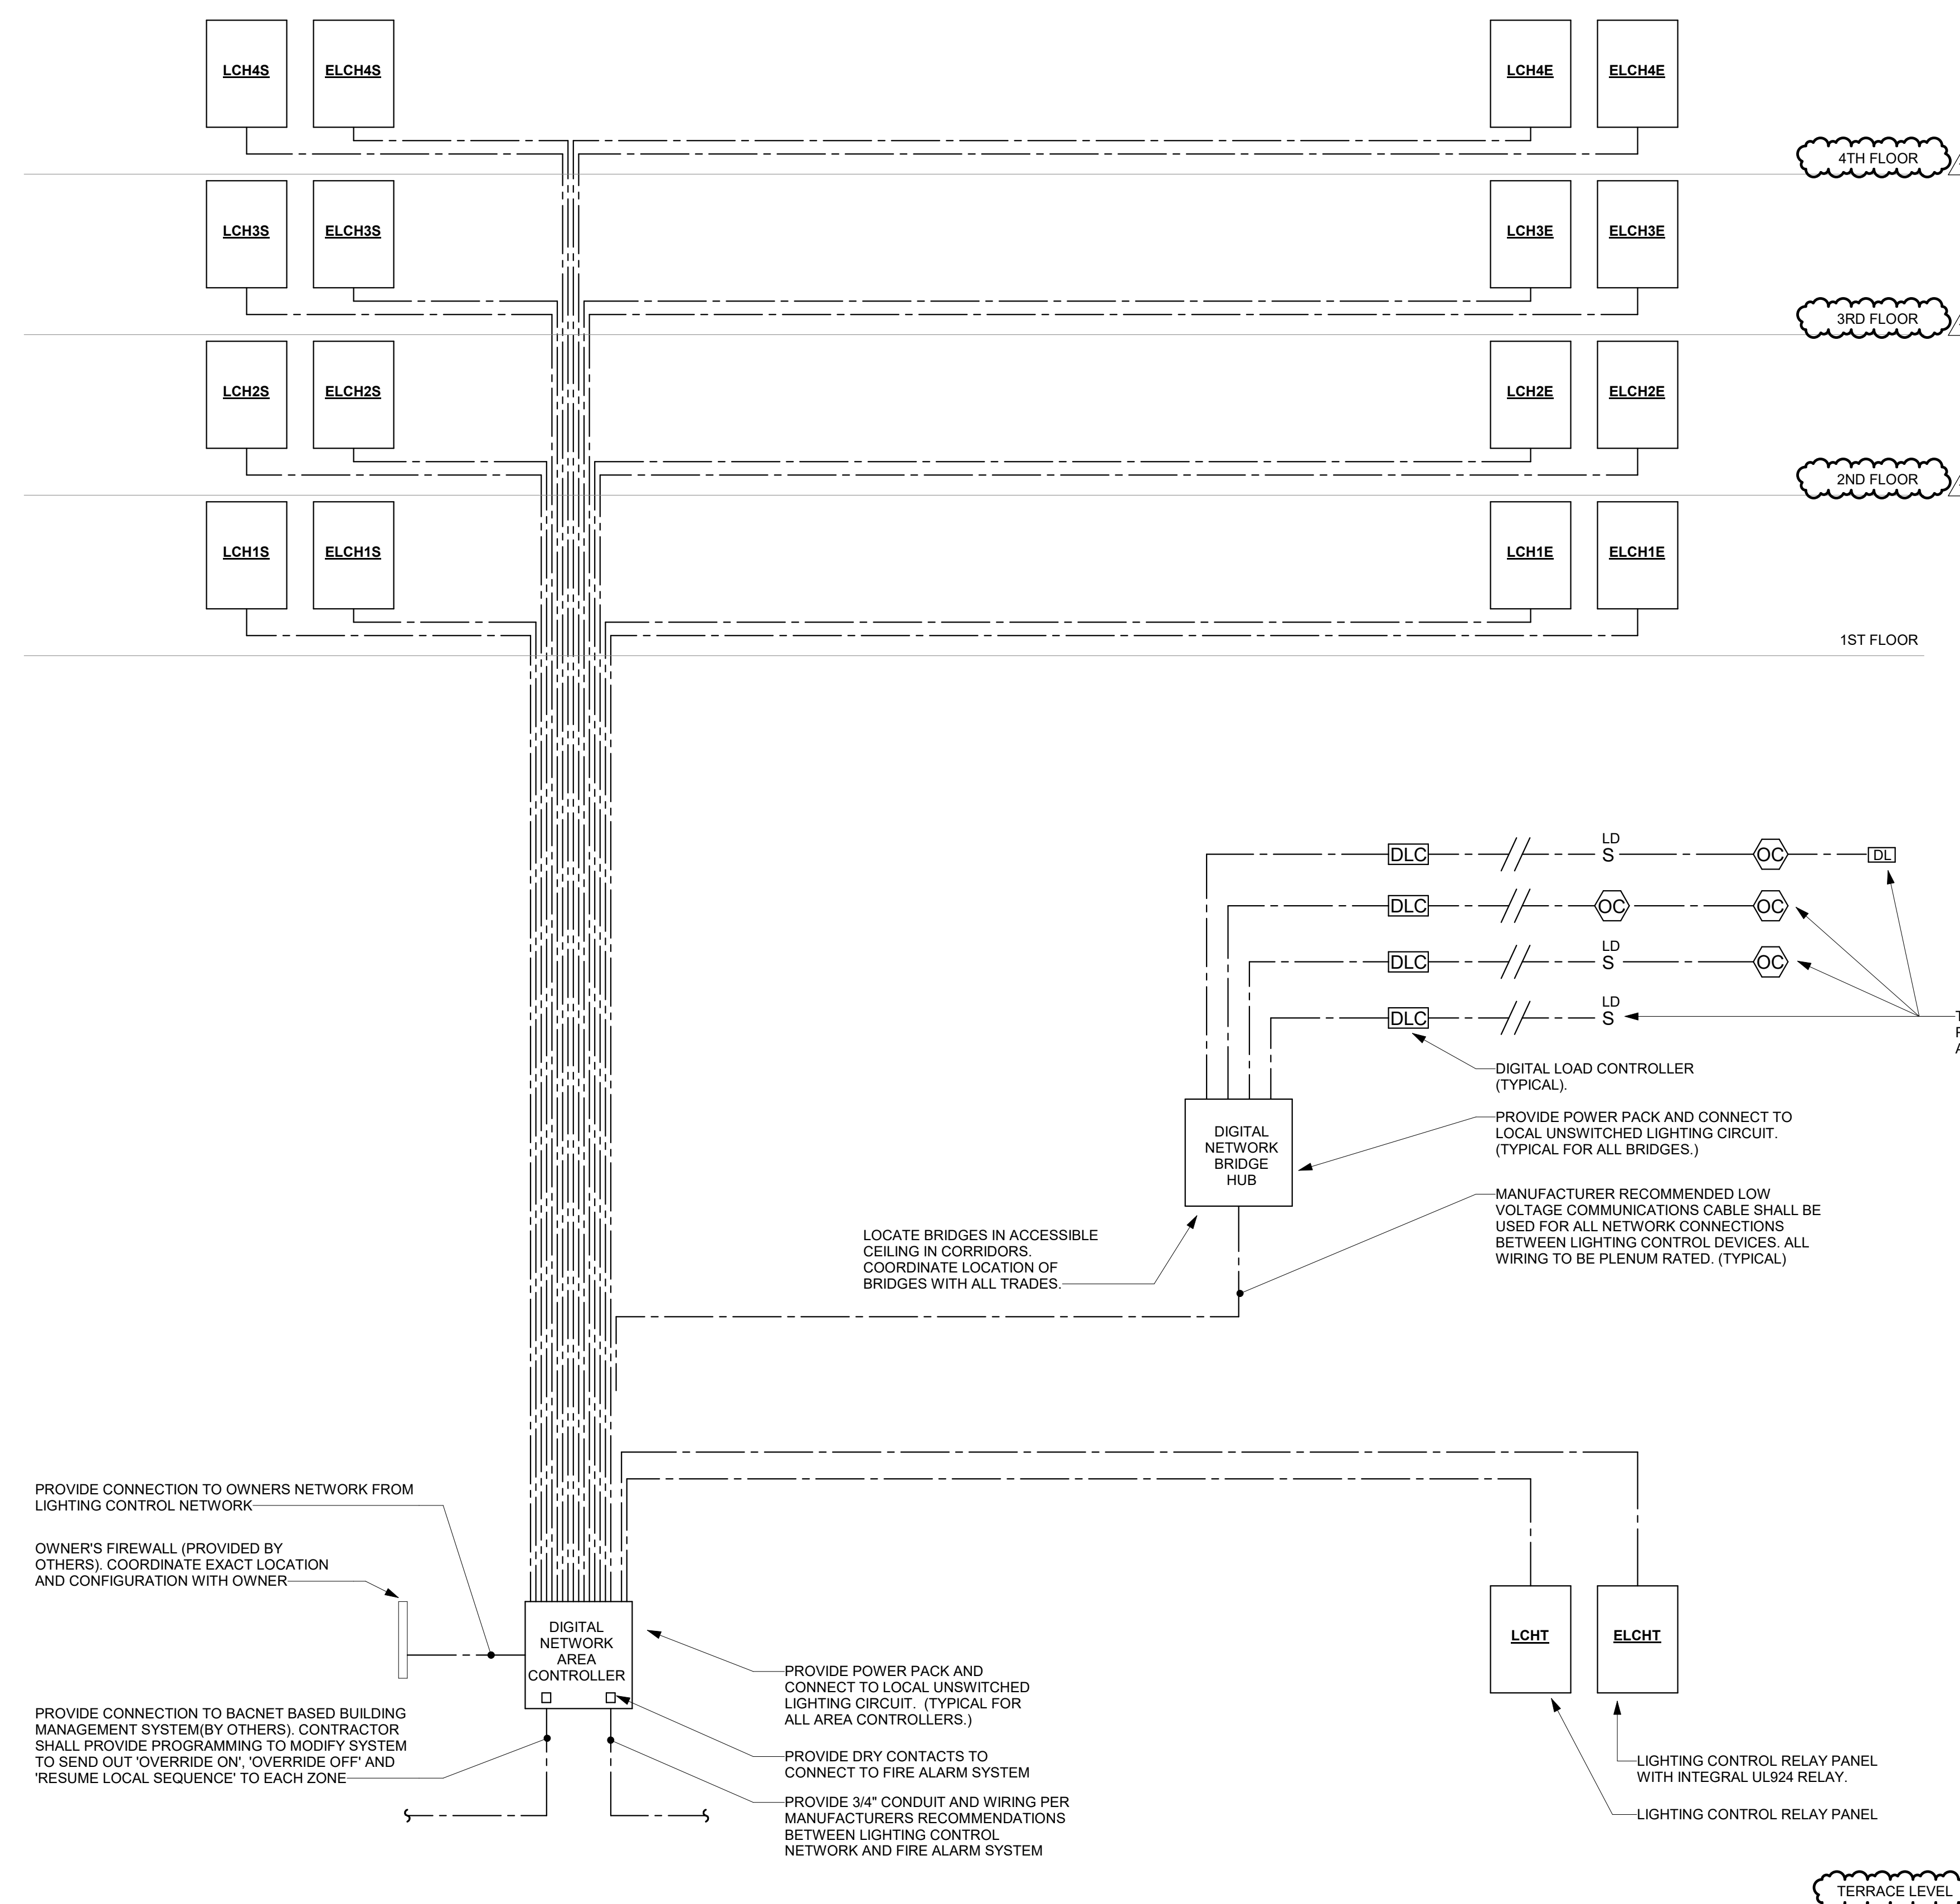 LCH4S
ELCH4S
LCH4E
ELCH4E
4TH FLOOR
LCH3S
ELCH3S
LCH3E
ELCH3E
3RD FLOOR
LCH2S
ELCH2S
LCH2E
ELCH2E
2ND FLOOR
LCH1S
ELCH1S
LCH1E
ELCH1E
1ST FLOOR
DLC
LD
S
OC
DL
DLC
OC
OC
DLC
LD
S
OC
DLC
LD
S
DIGITAL LOAD CONTROLLER
(TYPICAL).
DIGITAL
NETWORK
BRIDGE
HUB
PROVIDE POWER PACK AND CONNECT TO
LOCAL UNSWITCHED LIGHTING CIRCUIT.
(TYPICAL FOR ALL BRIDGES.)
MANUFACTURER RECOMMENDED LOW
VOLTAGE COMMUNICATIONS CABLE SHALL BE
USED FOR ALL NETWORK CONNECTIONS
BETWEEN LIGHTING CONTROL DEVICES. ALL
WIRING TO BE PLENUM RATED. (TYPICAL)
LOCATE BRIDGES IN ACCESSIBLE
CEILING IN CORRIDORS.
COORDINATE LOCATION OF
BRIDGES WITH ALL TRADES.
PROVIDE CONNECTION TO OWNERS NETWORK FROM
LIGHTING CONTROL NETWORK
OWNER'S FIREWALL (PROVIDED BY
OTHERS). COORDINATE EXACT LOCATION
AND CONFIGURATION WITH OWNER
DIGITAL
NETWORK
AREA
CONTROLLER
PROVIDE CONNECTION TO BACNET BASED BUILDING
MANAGEMENT SYSTEM(BY OTHERS). CONTRACTOR
SHALL PROVIDE PROGRAMMING TO MODIFY SYSTEM
TO SEND OUT 'OVERRIDE ON', 'OVERRIDE OFF' AND
'RESUME LOCAL SEQUENCE' TO EACH ZONE
PROVIDE POWER PACK AND
CONNECT TO LOCAL UNSWITCHED
LIGHTING CIRCUIT. (TYPICAL FOR
ALL AREA CONTROLLERS.)
PROVIDE DRY CONTACTS TO
CONNECT TO FIRE ALARM SYSTEM
PROVIDE 3/4" CONDUIT AND WIRING PER
MANUFACTURERS RECOMMENDATIONS
BETWEEN LIGHTING CONTROL
NETWORK AND FIRE ALARM SYSTEM
LCHT
ELCHT
LIGHTING CONTROL RELAY PANEL
WITH INTEGRAL UL924 RELAY.
LIGHTING CONTROL RELAY PANEL
TERRACE LEVEL